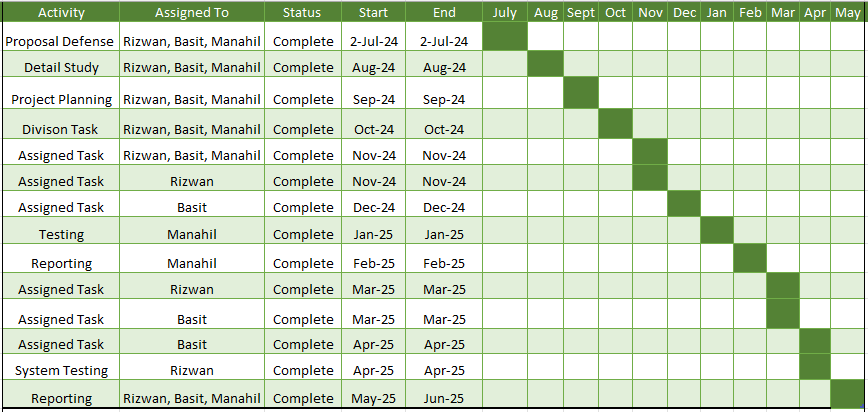 Activity Assigned To Status Start End July Aug Sept Oct Nov Dec Jan Feb Mar Apr May
Proposal Defense Rizwan, Basit, Manahil Complete 2-Jul-24 2-Jul-24
Detail Study Rizwan, Basit, Manahil Complete Aug-24 Aug-24
Project Planning Rizwan, Basit, Manahil Complete Sep-24 Sep-24
Divison Task Rizwan, Basit, Manahil Complete Oct-24 Oct-24
Assigned Task Rizwan, Basit, Manahil Complete Nov-24 Nov-24
Assigned Task Rizwan Complete Nov-24 Nov-24
Assigned Task Basit Complete Dec-24 Dec-24
Testing Manahil Complete Jan-25 Jan-25
Reporting Manahil Complete Feb-25 Feb-25
Assigned Task Rizwan Complete Mar-25 Mar-25
Assigned Task Basit Complete Mar-25 Mar-25
Assigned Task Basit Complete Apr-25 Apr-25
System Testing Rizwan Complete Apr-25 Apr-25
Reporting Rizwan, Basit, Manahil Complete May-25 Jun-25